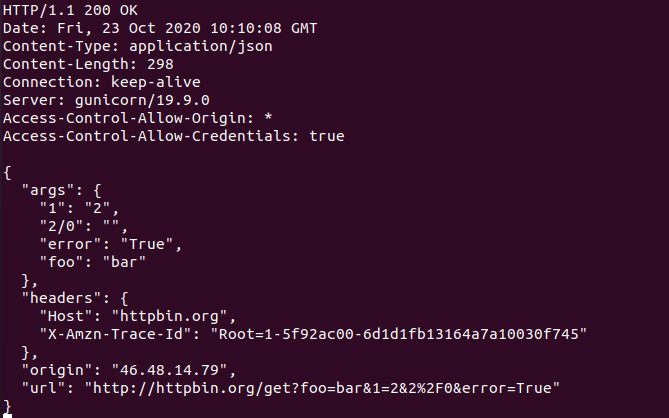 HTTP/1.1 200 OK
Date: Fri, 23 Oct 2020 10:10:08 GMT
Content-Type: application/json
Content-Length: 298
Connection: keep-alive
Server: gunicorn/19.9.0
Access-Control-Allow-Origin: *
Access-Control-Allow-Credentials: true

{
  "args": {
    "1": "2",
    "2/0": "",
    "error": "True",
    "foo": "bar"
  },
  "headers": {
    "Host": "httpbin.org",
    "X-Amzn-Trace-Id": "Root=1-5f92ac00-6d1d1fb13164a7a10030f745"
  },
  "origin": "46.48.14.79",
  "url": "http://httpbin.org/get?foo=bar&1=2&2%2F0&error=True"
}